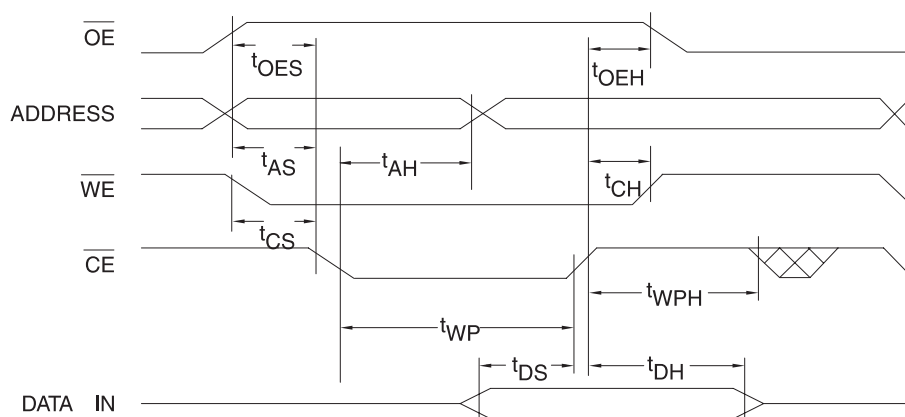 OE
tOES
tOEH
ADDRESS
tAS
tAH
WE
tCH
tCS
CE
tWPH
tWP
tDS
tDH
DATA IN